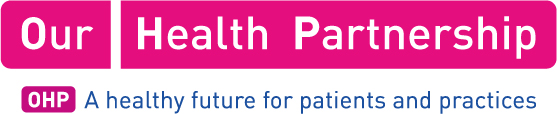 Our Health Partnership
OHP A healthy future for patients and practices